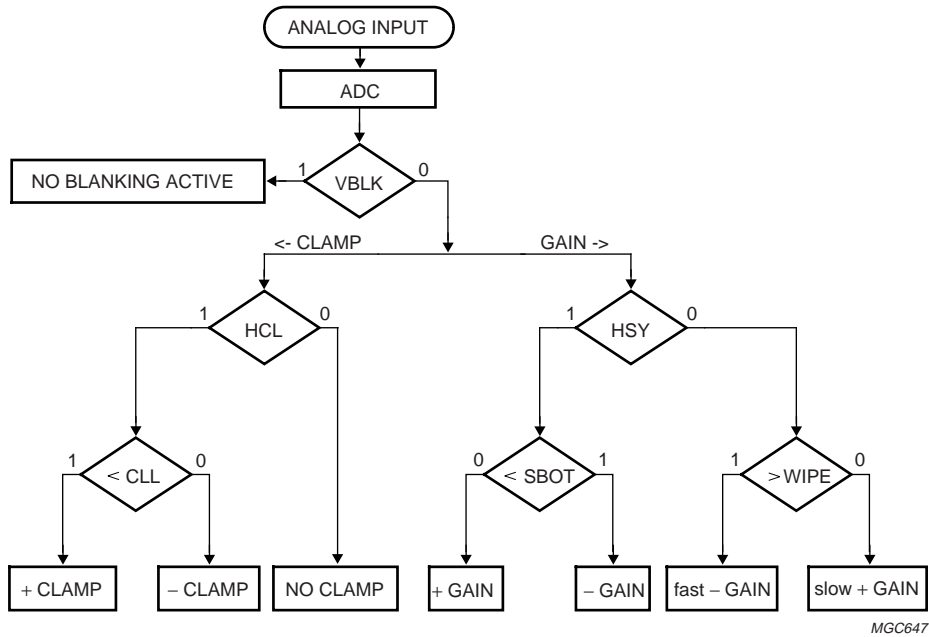 ANALOG INPUT
ADC
1 VBLK 0
NO BLANKING ACTIVE
<- CLAMP GAIN ->
1 HCL 0
1 HSY 0
1 < CLL 0
0 < SBOT 1
1 > WIPE 0
+ CLAMP
− CLAMP
NO CLAMP
+ GAIN
− GAIN
fast − GAIN
slow + GAIN
MGC647